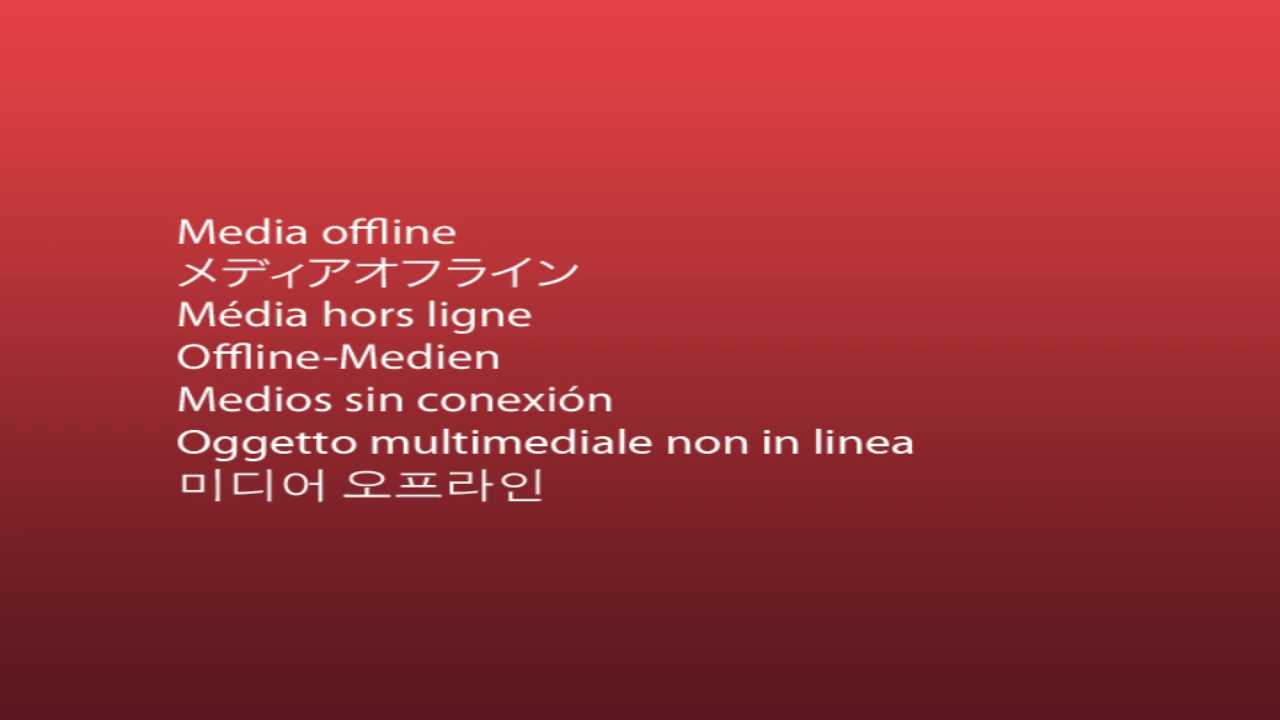 Media offline
メディアオフライン
Média hors ligne
Offline-Medien
Medios sin conexión
Oggetto multimediale non in linea
미디어 오프라인